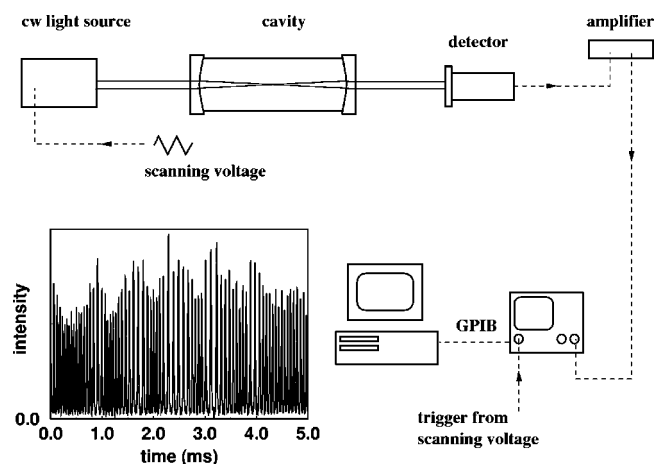 cw light source
cavity
detector
amplifier
scanning voltage
GPIB
trigger from
scanning voltage
intensity
0.0
0.0 1.0 2.0 3.0 4.0 5.0
time (ms)